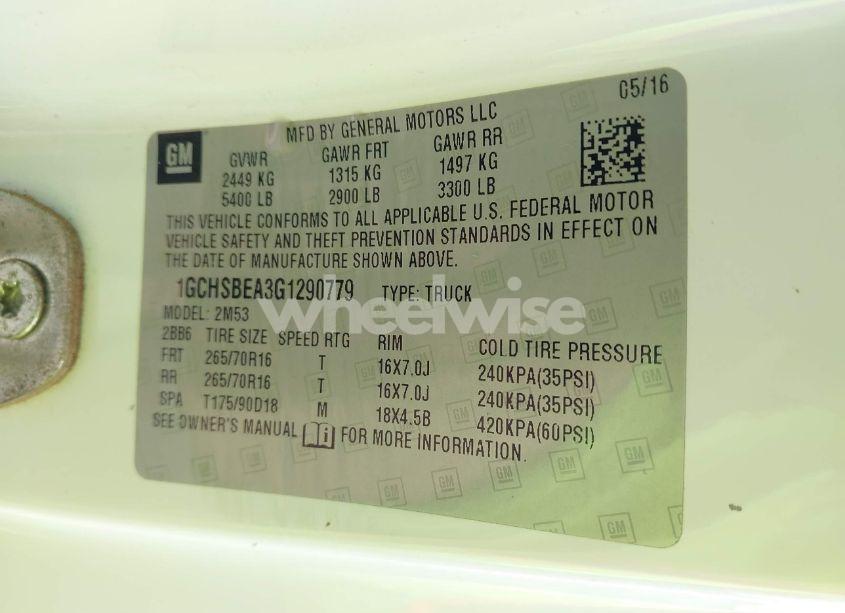 05/16
MFD BY GENERAL MOTORS LLC
GM
GVWR GAWR FRT GAWR RR
2449 KG 1315 KG 1497 KG
5400 LB 2900 LB 3300 LB
THIS VEHICLE CONFORMS TO ALL APPLICABLE U.S. FEDERAL MOTOR
VEHICLE SAFETY AND THEFT PREVENTION STANDARDS IN EFFECT ON
THE DATE OF MANUFACTURE SHOWN ABOVE.
1GCHSBEA3G1290779 TYPE: TRUCK
wheelwise
MODEL: 2M53
2BB6 TIRE SIZE SPEED RTG RIM COLD TIRE PRESSURE
FRT 265/70R16 T 16X7.0J 240KPA(35PSI)
RR 265/70R16 T 16X7.0J 240KPA(35PSI)
SPA T175/90D18 M 18X4.5B 420KPA(60PSI)
SEE OWNER'S MANUAL FOR MORE INFORMATION.